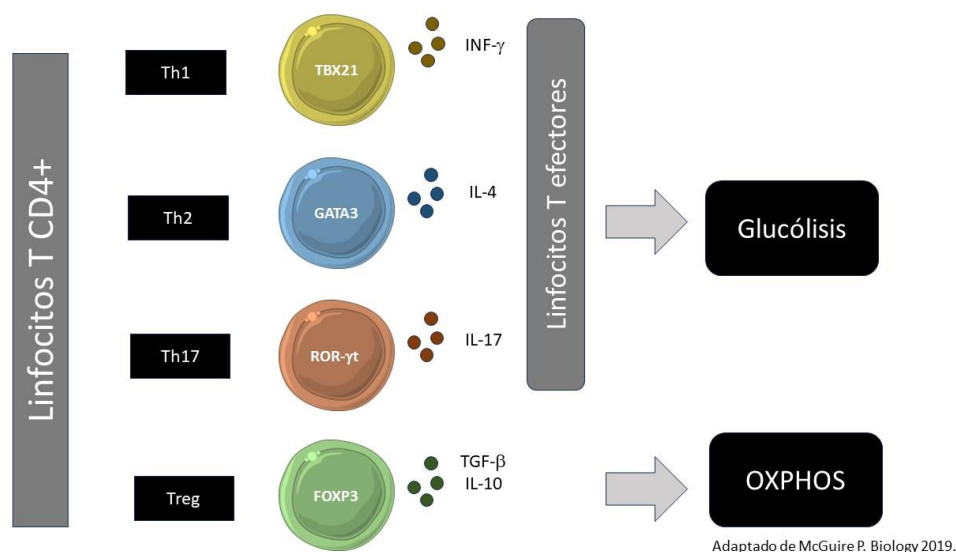 Linfocitos T CD4+
Th1
TBX21
INF-γ
Th2
GATA3
IL-4
Th17
ROR-γt
IL-17
Treg
FOXP3
TGF-β
IL-10
Linfocitos T efectores
Glucólisis
OXPHOS
Adaptado de McGuire P. Biology 2019.